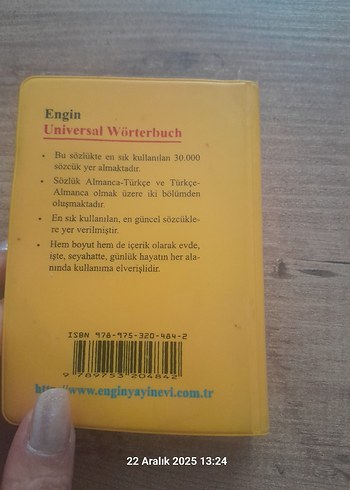 Engin
Universal Wörterbuch
• Bu sözlükte en sık kullanılan 30.000
sözcük yer almaktadır.
• Sözlük Almanca-Türkçe ve Türkçe-
Almanca olmak üzere iki bölümden
oluşmaktadır.
• En sık kullanılan, en güncel sözcükle-
re yer verilmiştir.
• Hem boyut hem de içerik olarak evde,
işte, seyahatte, günlük hayatın her ala-
nında kullanıma elverişlidir.
ISBN 978-975-320-484-2
9 789753 204842
http://www.enginyayinevi.com.tr
22 Aralık 2025 13:24